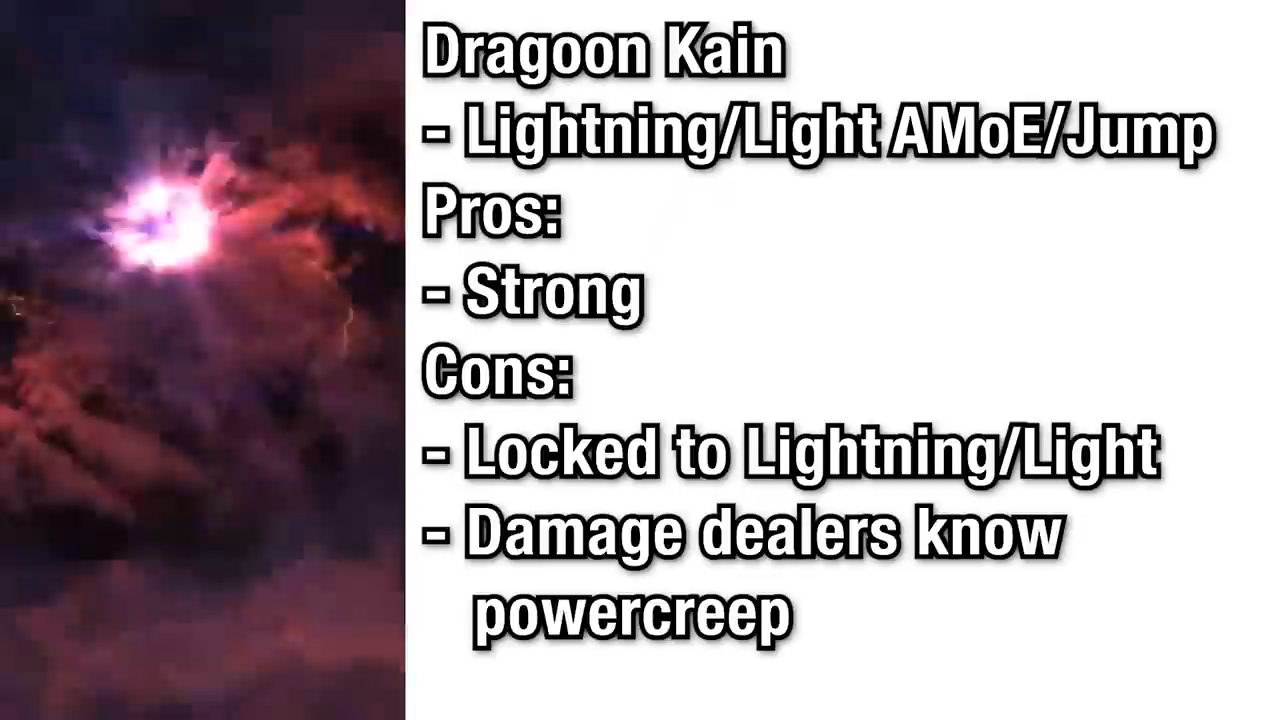 Dragoon Kain
- Lightning/Light AMoE/Jump
Pros:
- Strong
Cons:
- Locked to Lightning/Light
- Damage dealers know
powercreep